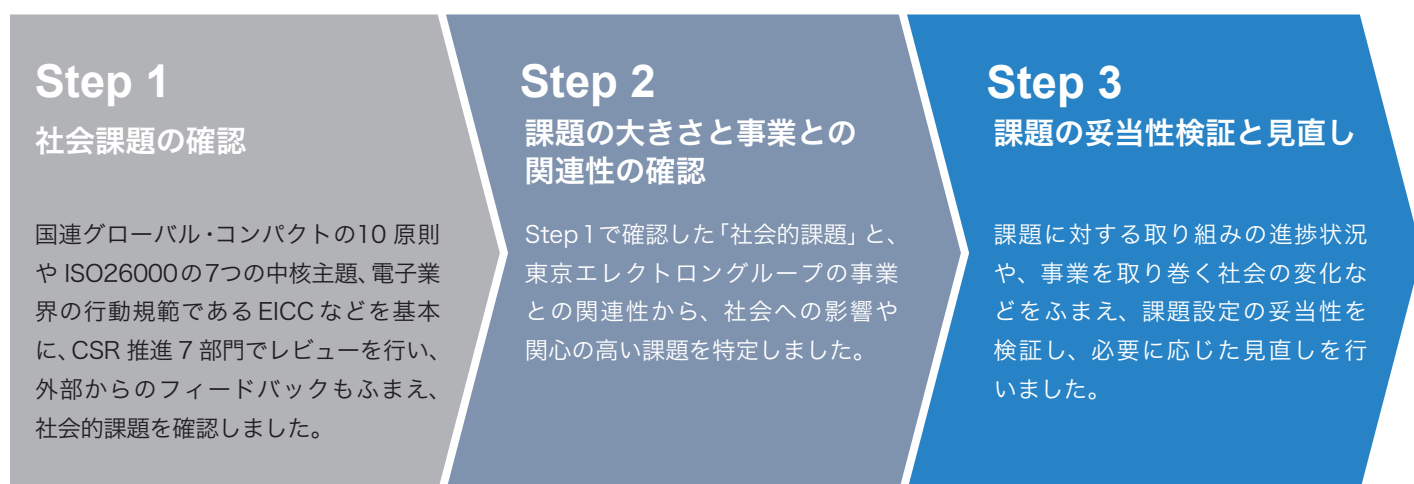 Step 1
社会課題の確認
国連グローバル・コンパクトの10 原則
や ISO26000の7つの中核主題、電子業
界の行動規範である EICC などを基本
に、CSR 推進 7 部門でレビューを行い、
外部からのフィードバックもふまえ、
社会的課題を確認しました。
Step 2
課題の大きさと事業との
関連性の確認
Step1で確認した「社会的課題」と、
東京エレクトロングループの事業
との関連性から、社会への影響や
関心の高い課題を特定しました。
Step 3
課題の妥当性検証と見直し
課題に対する取り組みの進捗状況
や、事業を取り巻く社会の変化な
どをふまえ、課題設定の妥当性を
検証し、必要に応じた見直しを行
いました。